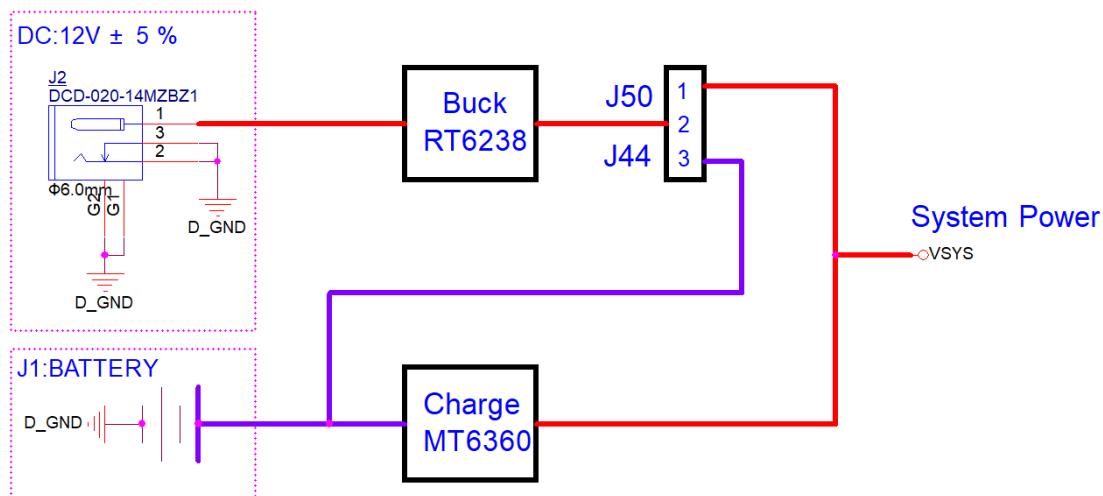 DC:12V ± 5 %
J2
DCD-020-14MZBZ1
1
3
2
Φ6.0mm
G2
G1
D_GND
D_GND
Buck
RT6238
J50
J44
1
2
3
System Power
VSYS
J1:BATTERY
D_GND
Charge
MT6360